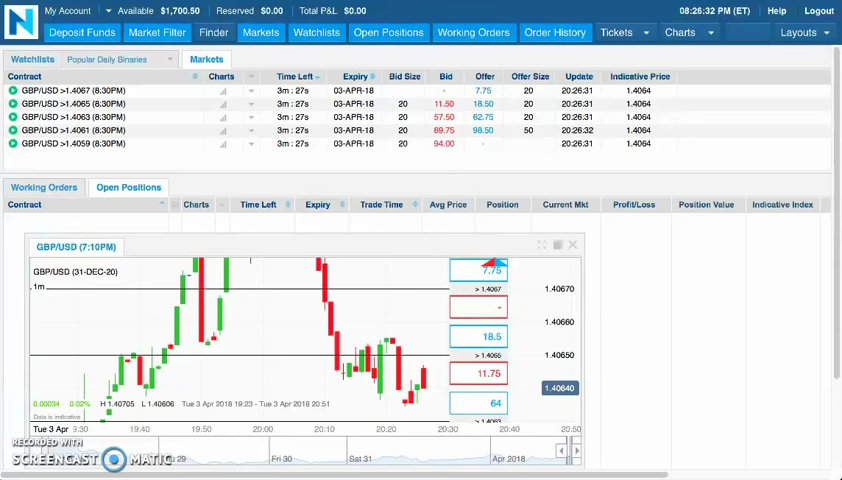 My Account Available $1,700.50 Reserved $0.00 Total P&L $0.00 08:26:32 PM (ET) Help Logout
N
Deposit Funds Market Filter Finder Markets Watchlists Open Positions Working Orders Order History Tickets Charts Layouts
Watchlists Popular Daily Binaries Markets
Contract Charts Time Left Expiry Bid Size Bid Offer Offer Size Update Indicative Price
GBP/USD >1.4067 (8:30PM) 3m : 27s 03-APR-18 - 7.75 20 20:26:31 1.4064
GBP/USD >1.4065 (8:30PM) 3m : 27s 03-APR-18 20 11.50 18.50 20 20:26:31 1.4064
GBP/USD >1.4063 (8:30PM) 3m : 27s 03-APR-18 20 57.50 62.75 20 20:26:31 1.4064
GBP/USD >1.4061 (8:30PM) 3m : 27s 03-APR-18 20 89.75 98.50 50 20:26:32 1.4064
GBP/USD >1.4059 (8:30PM) 3m : 27s 03-APR-18 20 94.00 - 20:26:31 1.4064
Working Orders Open Positions
Contract Charts Time Left Expiry Trade Time Avg Price Position Current Mkt Profit/Loss Position Value Indicative Index
GBP/USD (7:10PM)
GBP/USD (31-DEC-20)
1m
7.75
> 1.4067
1.40670
-
1.40660
18.5
> 1.4065
1.40650
11.75
1.40640
64
0.00034 0.02% H 1.40705 L 1.40606 Tue 3 Apr 2018 19:23 - Tue 3 Apr 2018 20:51
Data is indicative
> 1.4063
Tue 3 Apr 19:30 19:40 19:50 20:00 20:10 20:20 20:30 20:40 20:50
RECORDED WITH
SCREENCAST MATIC
Thu 29 Fri 30 Sat 31 Apr 2018